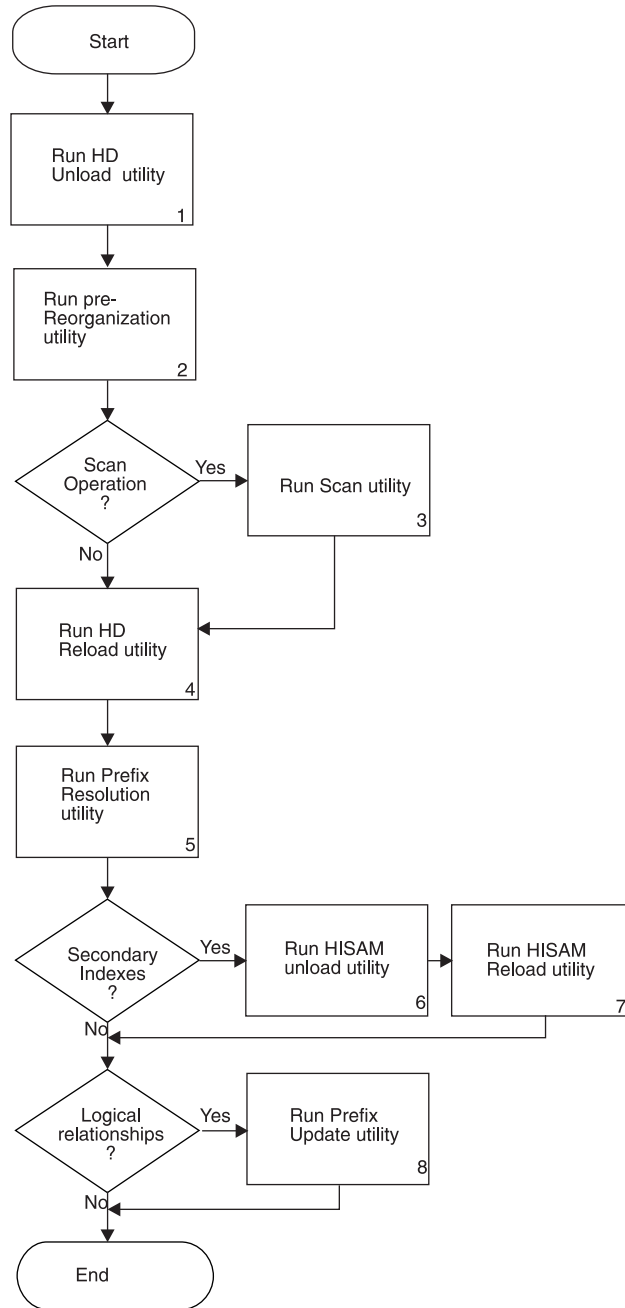 Start
Run HD
Unload utility
1
Run pre-
Reorganization
utility
2
Scan
Operation
?
Yes
No
Run Scan utility
3
Run HD
Reload utility
4
Run Prefix
Resolution
utility
5
Secondary
Indexes
?
Yes
No
Run HISAM
unload utility
6
Run HISAM
Reload utility
7
Logical
relationships
?
Yes
No
Run Prefix
Update utility
8
End